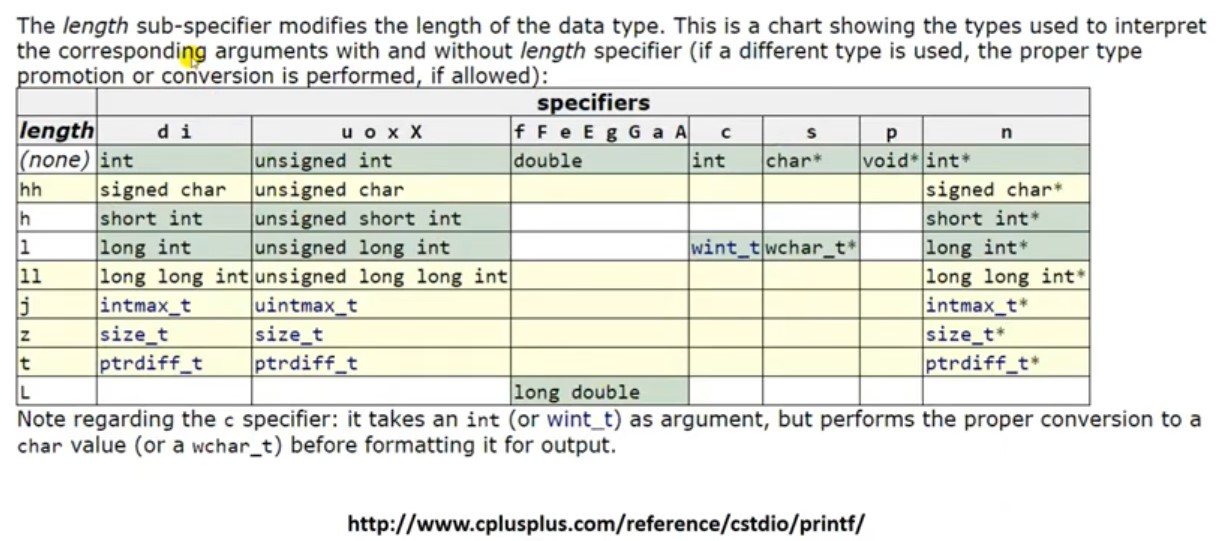 The length sub-specifier modifies the length of the data type. This is a chart showing the types used to interpret
the corresponding arguments with and without length specifier (if a different type is used, the proper type
promotion or conversion is performed, if allowed):
specifiers
length d i u o x X f F e E g G a A c s p n
(none) int unsigned int double int char* void* int*
hh signed char unsigned char signed char*
h short int unsigned short int short int*
l long int unsigned long int wint_t wchar_t* long int*
ll long long int unsigned long long int long long int*
j intmax_t uintmax_t intmax_t*
z size_t size_t size_t*
t ptrdiff_t ptrdiff_t ptrdiff_t*
L long double
Note regarding the c specifier: it takes an int (or wint_t) as argument, but performs the proper conversion to a
char value (or a wchar_t) before formatting it for output.
http://www.cplusplus.com/reference/cstdio/printf/